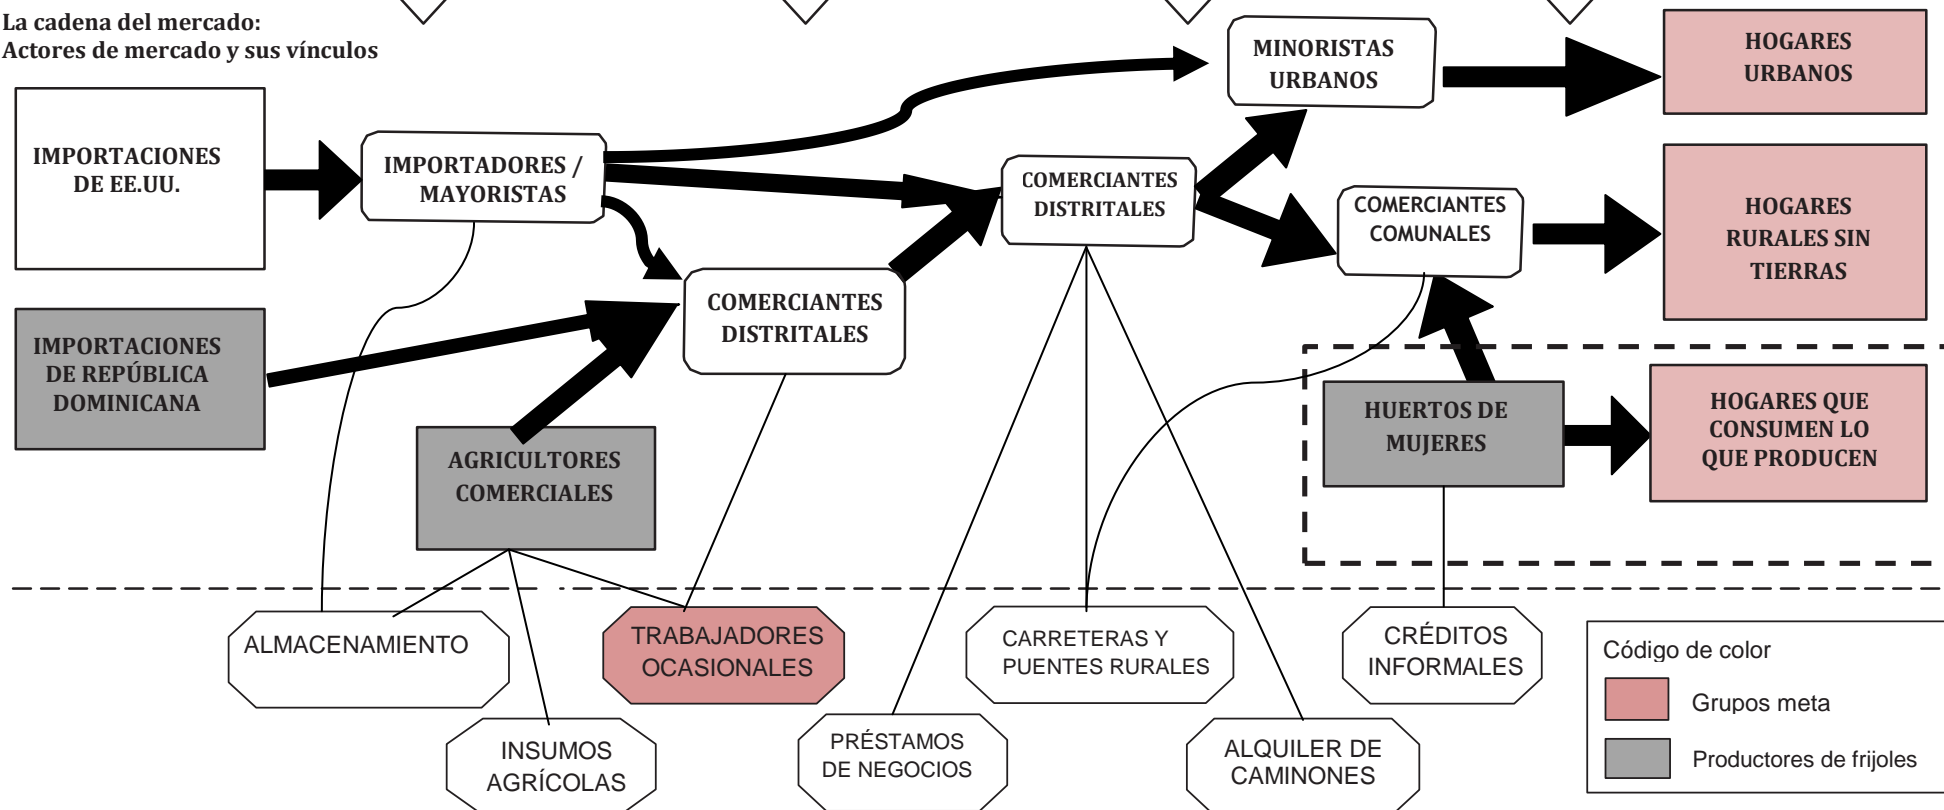 La cadena del mercado:
Actores de mercado y sus vínculos
IMPORTACIONES
DE EE.UU.
IMPORTADORES /
MAYORISTAS
MINORISTAS
URBANOS
HOGARES
URBANOS
COMERCIANTES
DISTRITALES
COMERCIANTES
COMUNALES
HOGARES
RURALES SIN
TIERRAS
IMPORTACIONES
DE REPÚBLICA
DOMINICANA
COMERCIANTES
DISTRITALES
AGRICULTORES
COMERCIALES
HUERTOS DE
MUJERES
HOGARES QUE
CONSUMEN LO
QUE PRODUCEN
ALMACENAMIENTO
TRABAJADORES
OCASIONALES
CARRETERAS Y
PUENTES RURALES
CRÉDITOS
INFORMALES
INSUMOS
AGRÍCOLAS
PRÉSTAMOS
DE NEGOCIOS
ALQUILER DE
CAMINONES
Código de color
Grupos meta
Productores de frijoles